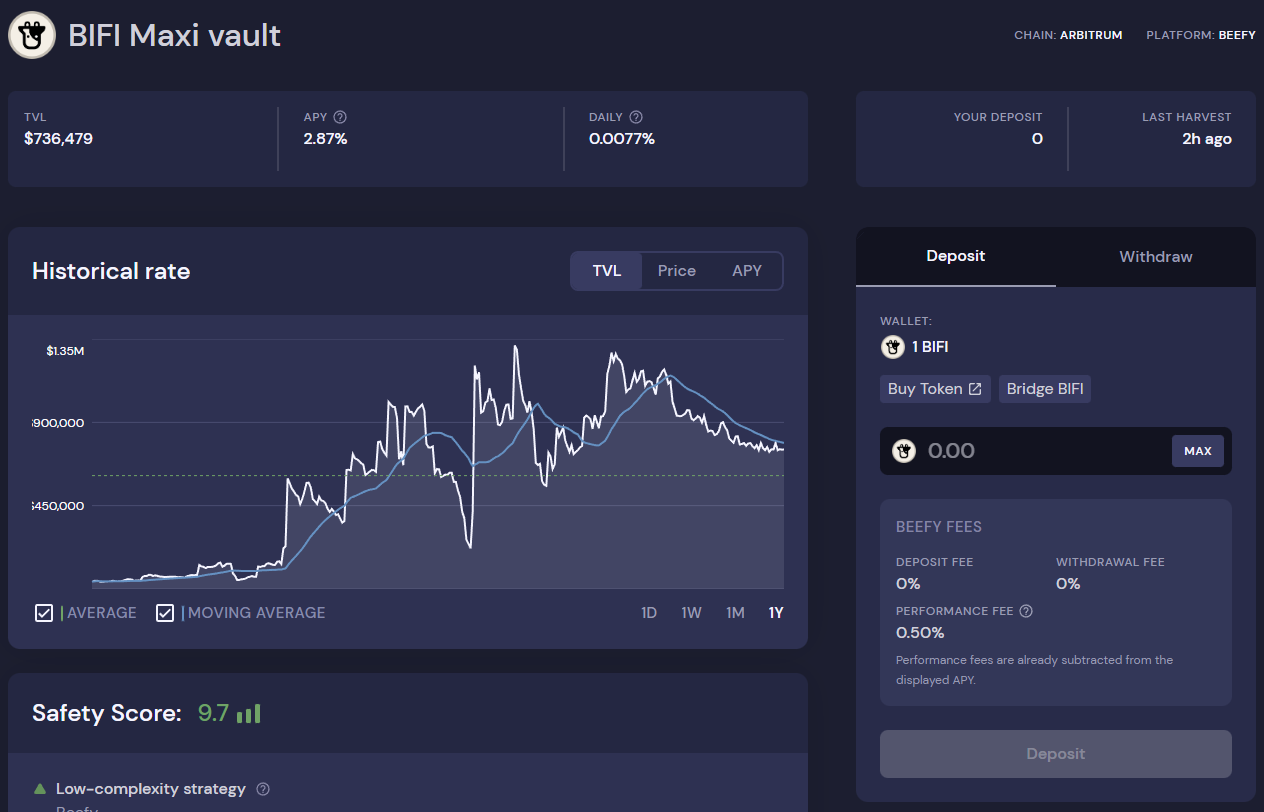 BIFI Maxi vault
CHAIN: ARBITRUM PLATFORM: BEEFY
TVL
$736,479
APY
2.87%
DAILY
0.0077%
YOUR DEPOSIT
0
LAST HARVEST
2h ago
Historical rate
TVL Price APY
$1.35M
$900,000
$450,000
AVERAGE MOVING AVERAGE
1D 1W 1M 1Y
Safety Score: 9.7
Low-complexity strategy
Beefy
Deposit Withdraw
WALLET:
1 BIFI
Buy Token Bridge BIFI
0.00 MAX
BEEFY FEES
DEPOSIT FEE
0%
WITHDRAWAL FEE
0%
PERFORMANCE FEE
0.50%
Performance fees are already subtracted from the
displayed APY.
Deposit